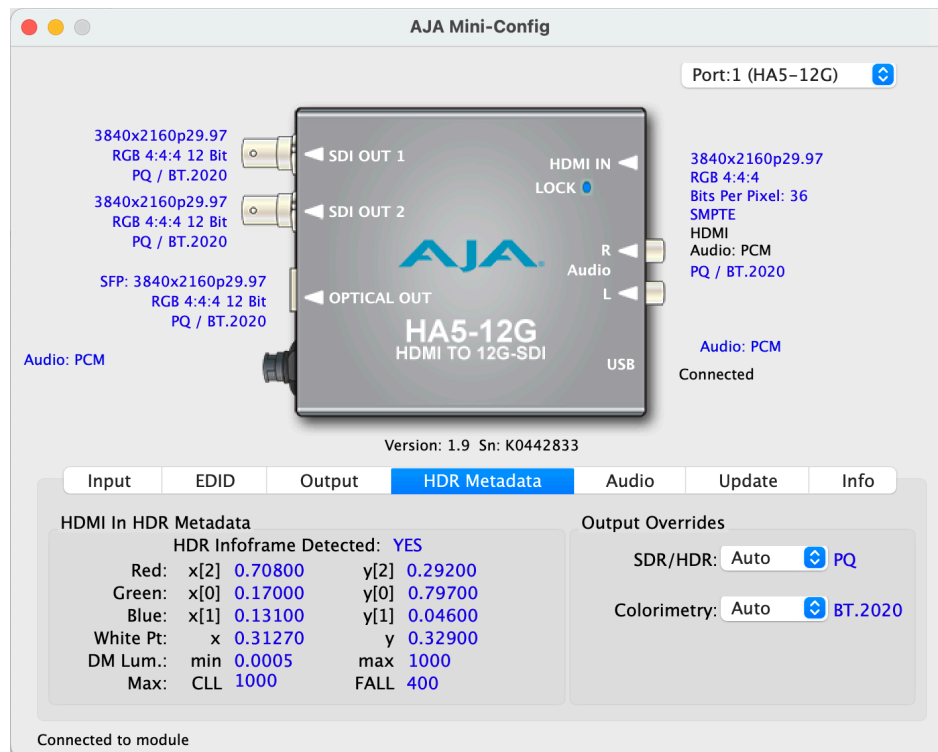 AJA Mini-Config
Port:1 (HA5-12G)
3840x2160p29.97
RGB 4:4:4 12 Bit
PQ / BT.2020
3840x2160p29.97
RGB 4:4:4 12 Bit
PQ / BT.2020
SFP: 3840x2160p29.97
RGB 4:4:4 12 Bit
PQ / BT.2020
Audio: PCM
SDI OUT 1
SDI OUT 2
OPTICAL OUT
HDMI IN
LOCK
AJA
R
Audio
L
HA5-12G
HDMI TO 12G-SDI
USB
3840x2160p29.97
RGB 4:4:4
Bits Per Pixel: 36
SMPTE
HDMI
Audio: PCM
PQ / BT.2020
Audio: PCM
Connected
Version: 1.9 Sn: K0442833
Input EDID Output HDR Metadata Audio Update Info
HDMI In HDR Metadata
HDR Infoframe Detected: YES
Red: x[2] 0.70800 y[2] 0.29200
Green: x[0] 0.17000 y[0] 0.79700
Blue: x[1] 0.13100 y[1] 0.04600
White Pt: x 0.31270 y 0.32900
DM Lum.: min 0.0005 max 1000
Max: CLL 1000 FALL 400
Output Overrides
SDR/HDR: Auto PQ
Colorimetry: Auto BT.2020
Connected to module